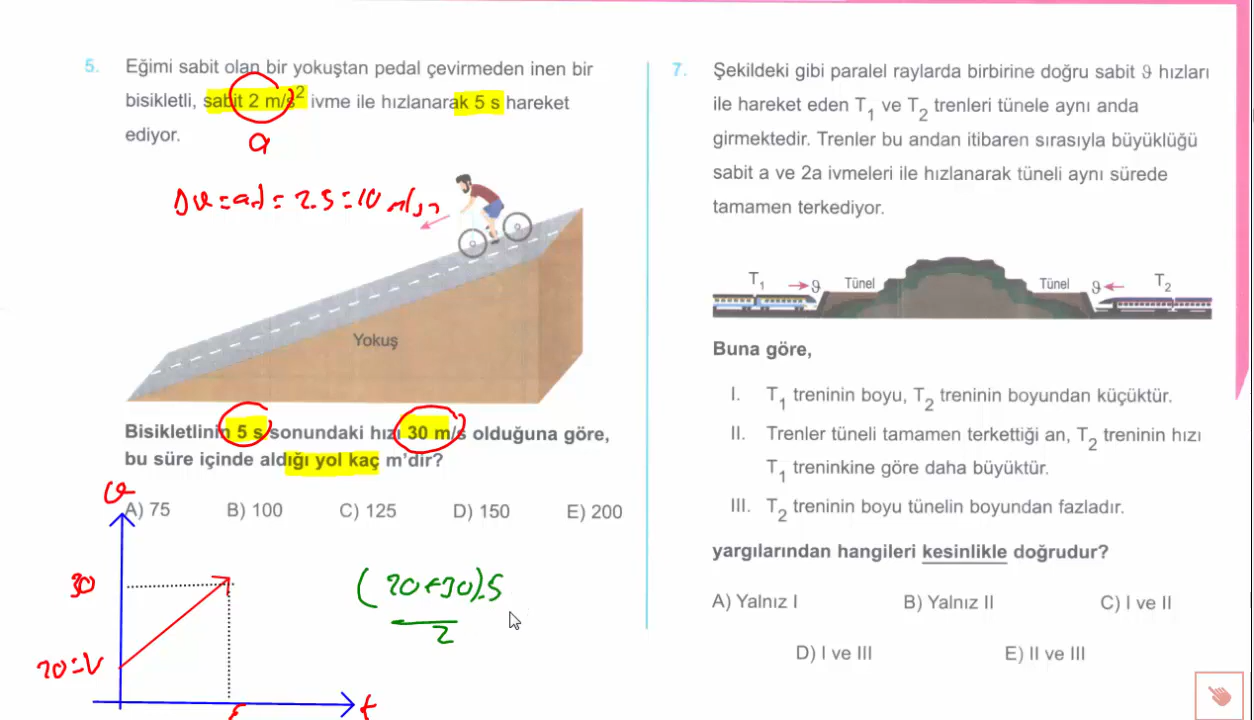 5. Eğimi sabit olan bir yokuştan pedal çevirmeden inen bir
bisikletli, sabit 2 m/s² ivme ile hızlanarak 5 s hareket
ediyor.
a
Δϑ = a.t = 2.5 = 10 m/sn
Yokuş
Bisikletlinin 5 s sonundaki hızı 30 m/s olduğuna göre,
bu süre içinde aldığı yol kaç m'dir?
A) 75 B) 100 C) 125 D) 150 E) 200
ϑ
30
20=V
t
(20+30).5
2
7. Şekildeki gibi paralel raylarda birbirine doğru sabit ϑ hızları
ile hareket eden T₁ ve T₂ trenleri tünele aynı anda
girmektedir. Trenler bu andan itibaren sırasıyla büyüklüğü
sabit a ve 2a ivmeleri ile hızlanarak tüneli aynı sürede
tamamen terkediyor.
T₁ ϑ Tünel Tünel ϑ T₂
Buna göre,
I. T₁ treninin boyu, T₂ treninin boyundan küçüktür.
II. Trenler tüneli tamamen terkettiği an, T₂ treninin hızı
T₁ treninkine göre daha büyüktür.
III. T₂ treninin boyu tünelin boyundan fazladır.
yargılarından hangileri kesinlikle doğrudur?
A) Yalnız I B) Yalnız II C) I ve II
D) I ve III E) II ve III